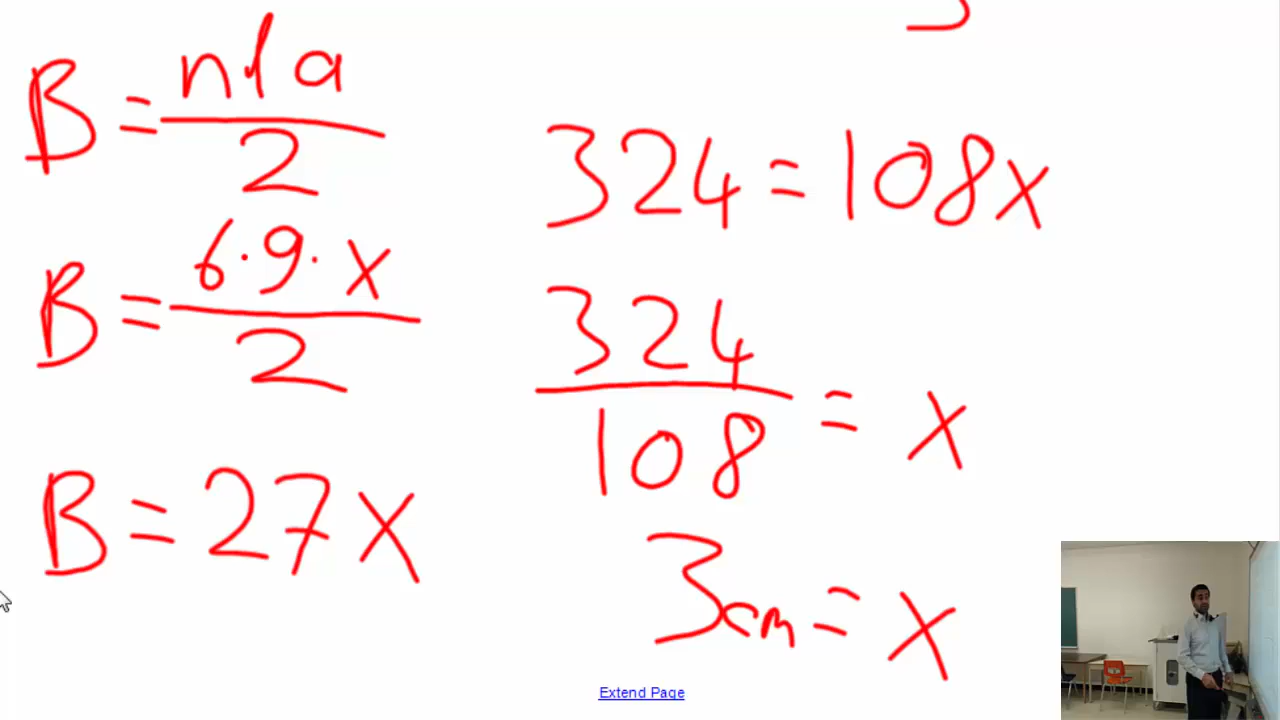 B = nla/2
B = 6·9·x/2
B = 27x
324 = 108x
324/108 = x
3cm = x
Extend Page